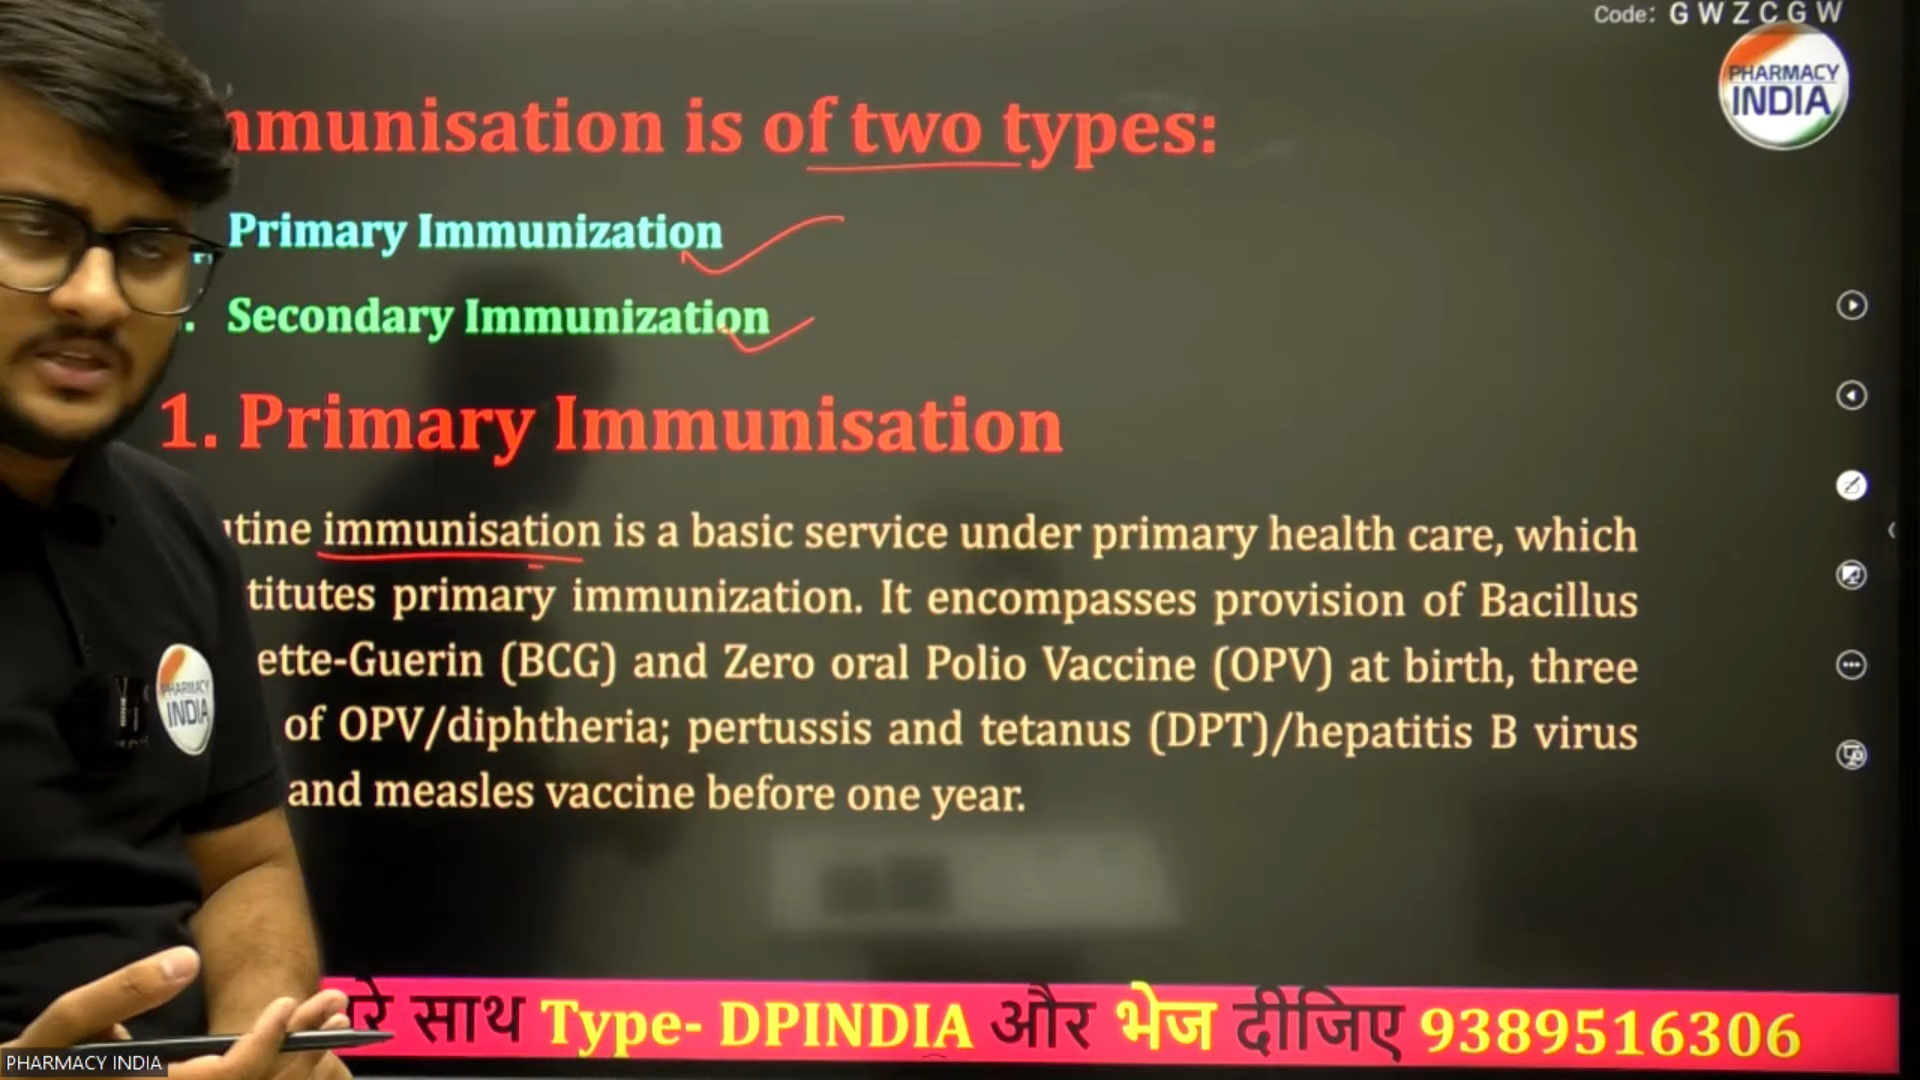 Code: G W Z C G W
PHARMACY
INDIA
mmunisation is of two types:
Primary Immunization
. Secondary Immunization
1. Primary Immunisation
utine immunisation is a basic service under primary health care, which
titutes primary immunization. It encompasses provision of Bacillus
ette-Guerin (BCG) and Zero oral Polio Vaccine (OPV) at birth, three
of OPV/diphtheria; pertussis and tetanus (DPT)/hepatitis B virus
and measles vaccine before one year.
PHARMACY
INDIA
रे साथ Type- DPINDIA और भेज दीजिए 9389516306
PHARMACY INDIA